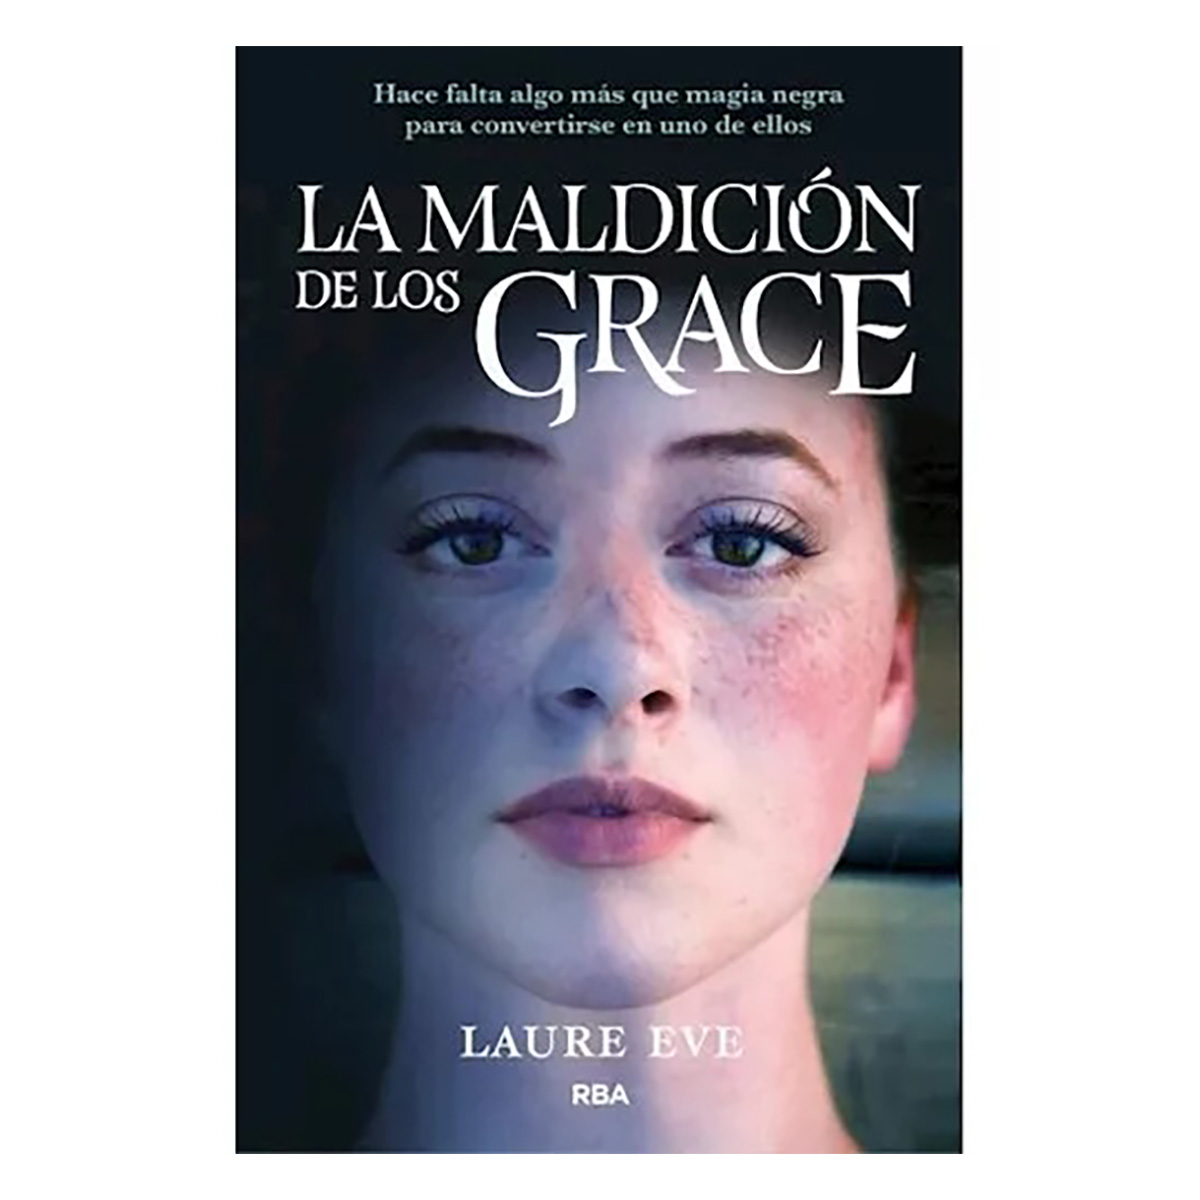 Hace falta algo más que magia negra
para convertirse en uno de ellos
LA MALDICIÓN
DE LOS GRACE
LAURE EVE
RBA